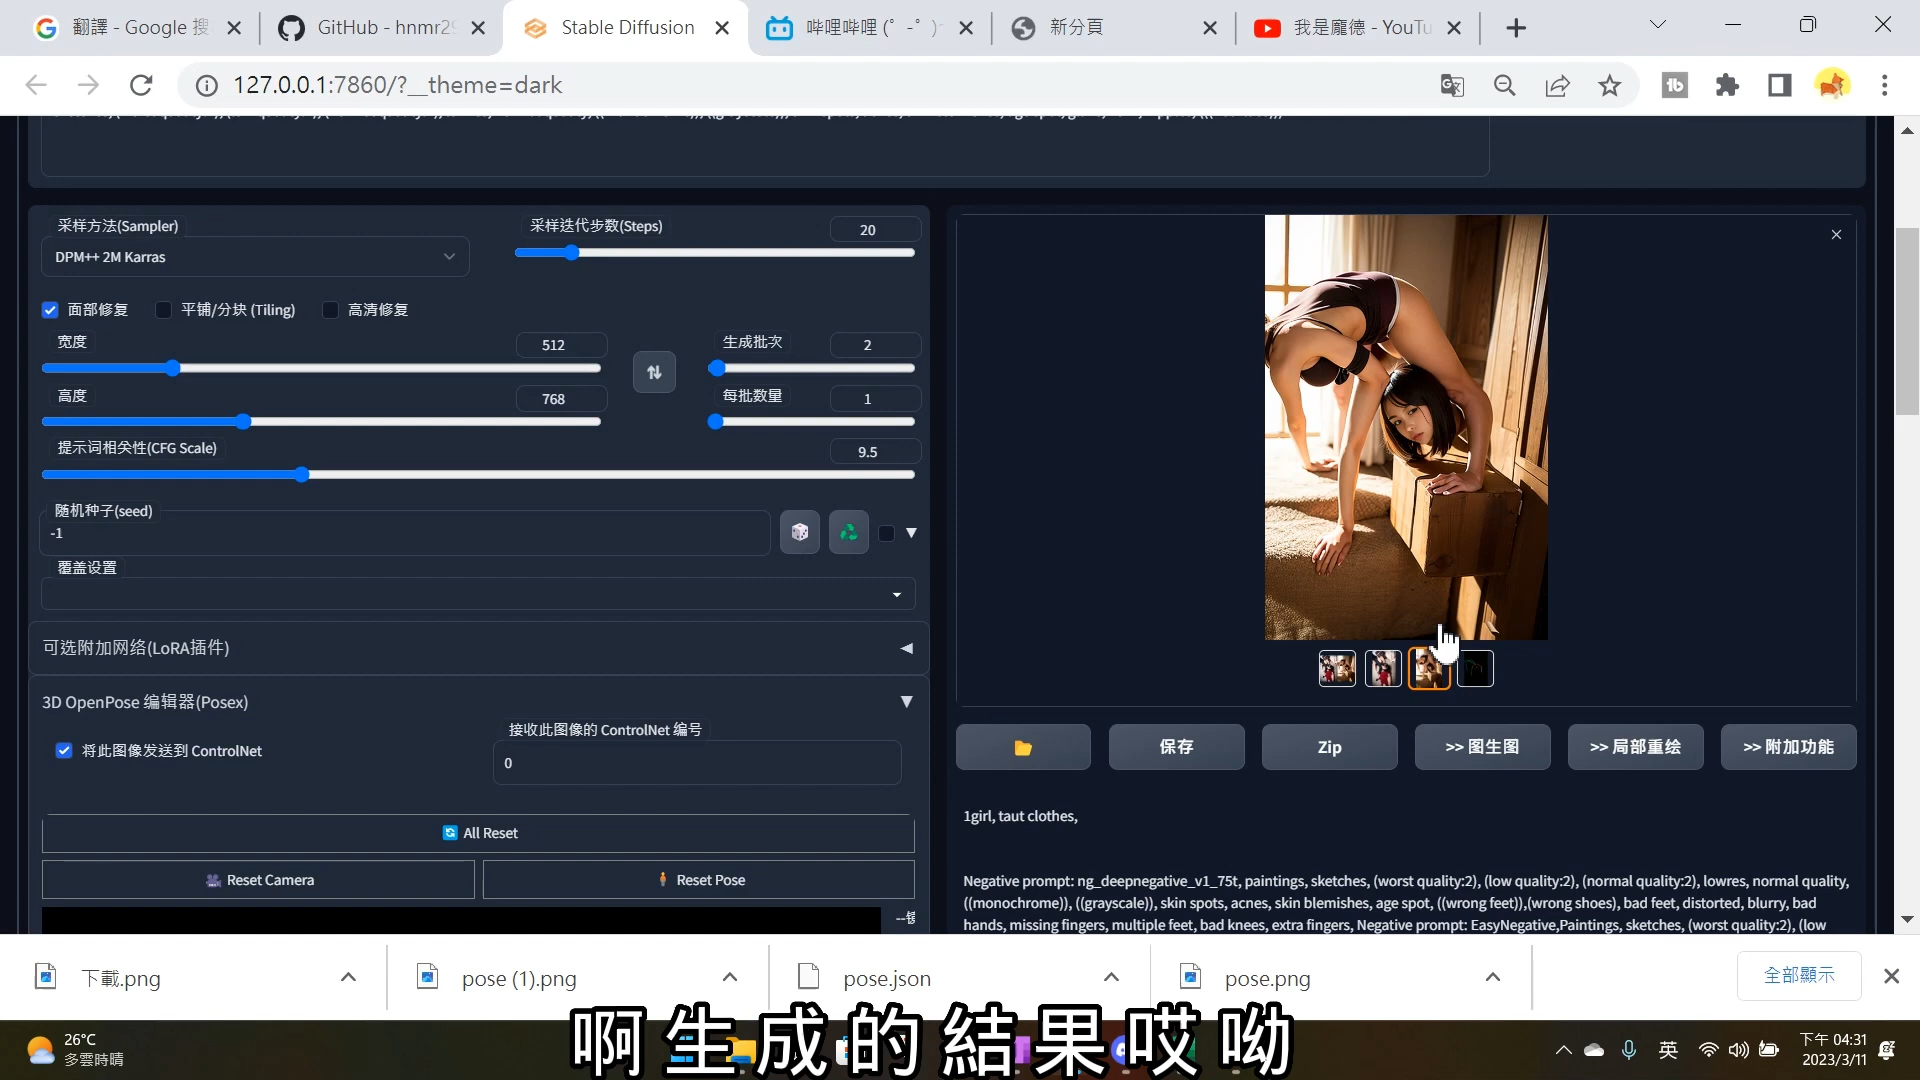 翻譯 - Google 搜
GitHub - hnmr29
Stable Diffusion
哔哩哔哩 (゜-゜)つ
新分頁
我是龐德 - YouTu
127.0.0.1:7860/?__theme=dark
采样方法(Sampler)
DPM++ 2M Karras
采样迭代步数(Steps)
20
面部修复
平铺/分块 (Tiling)
高清修复
宽度
512
生成批次
2
高度
768
每批数量
1
提示词相关性(CFG Scale)
9.5
随机种子(seed)
-1
覆盖设置
可选附加网络(LoRA插件)
3D OpenPose 编辑器(Posex)
将此图像发送到 ControlNet
接收此图像的 ControlNet 编号
0
All Reset
Reset Camera
Reset Pose
保存
Zip
>> 图生图
>> 局部重绘
>> 附加功能
1girl, taut clothes,
Negative prompt: ng_deepnegative_v1_75t, paintings, sketches, (worst quality:2), (low quality:2), (normal quality:2), lowres, normal quality,
((monochrome)), ((grayscale)), skin spots, acnes, skin blemishes, age spot, ((wrong feet)),(wrong shoes), bad feet, distorted, blurry, bad
hands, missing fingers, multiple feet, bad knees, extra fingers, Negative prompt: EasyNegative,Paintings, sketches, (worst quality:2), (low
下載.png
pose (1).png
pose.json
pose.png
全部顯示
啊生成的結果哎呦
26°C
多雲時晴
英
下午 04:31
2023/3/11